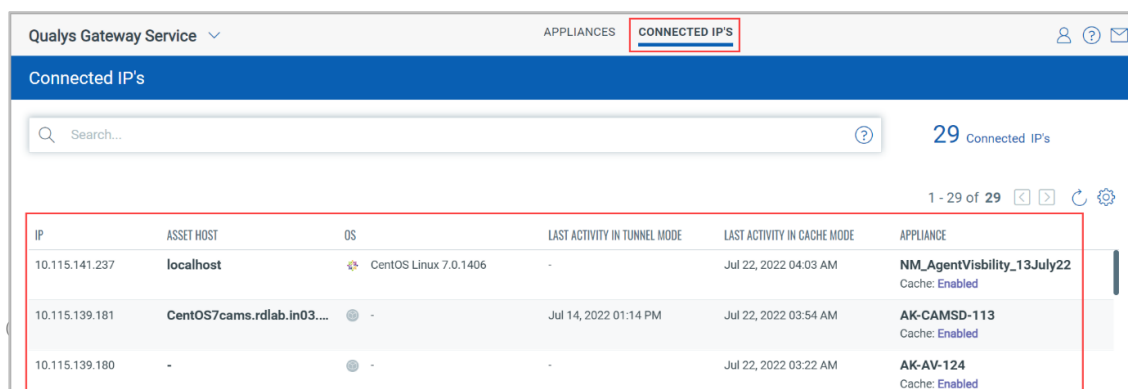 Qualys Gateway Service
APPLIANCES CONNECTED IP'S
Connected IP's
Search...
29 Connected IP's
1 - 29 of 29
IP ASSET HOST OS LAST ACTIVITY IN TUNNEL MODE LAST ACTIVITY IN CACHE MODE APPLIANCE
10.115.141.237 localhost CentOS Linux 7.0.1406 - Jul 22, 2022 04:03 AM NM_AgentVisbility_13July22
Cache: Enabled
10.115.139.181 CentOS7cams.rdlab.in03.... - Jul 14, 2022 01:14 PM Jul 22, 2022 03:54 AM AK-CAMSD-113
Cache: Enabled
10.115.139.180 - - - Jul 22, 2022 03:22 AM AK-AV-124
Cache: Enabled